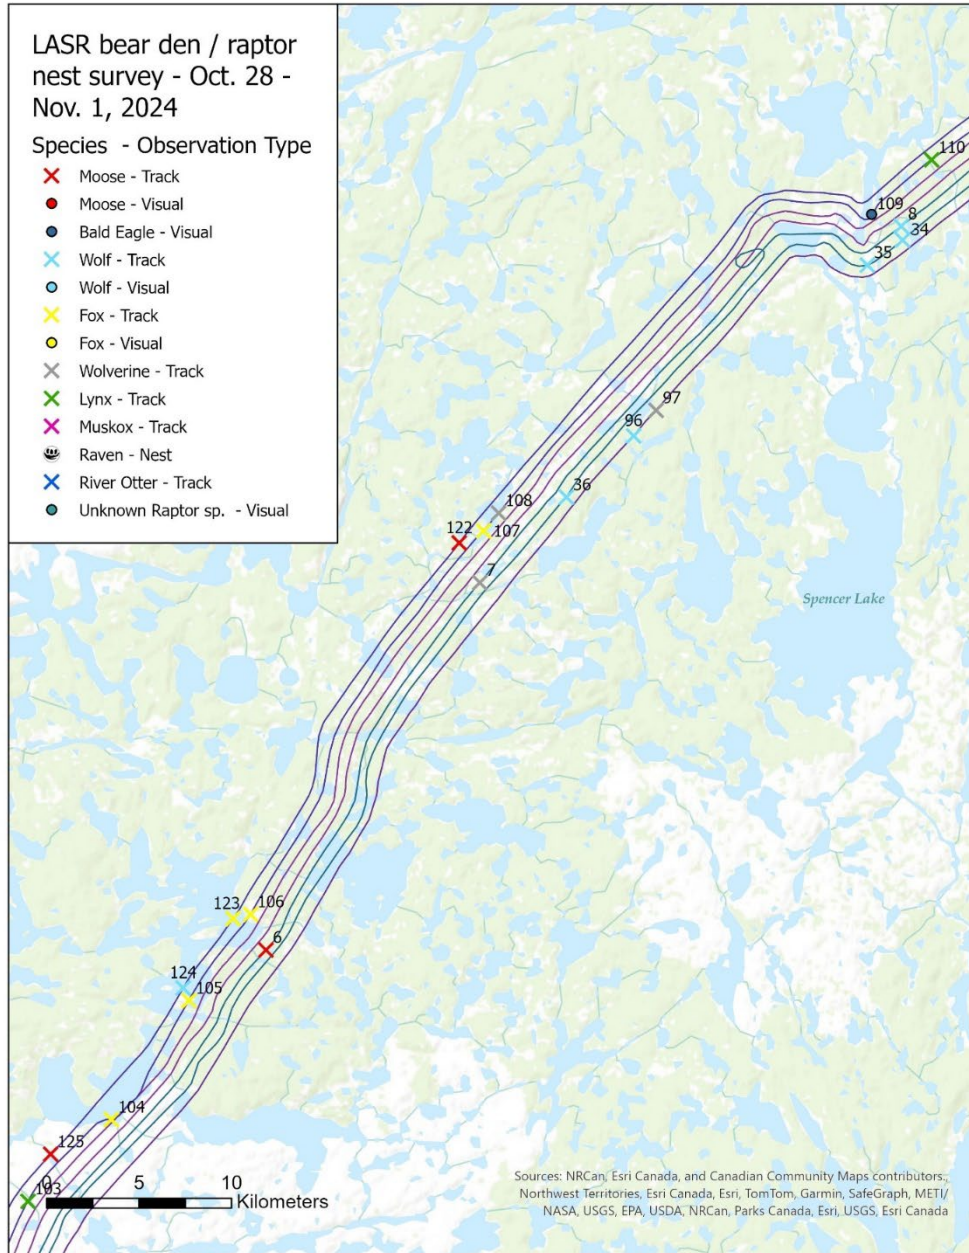 LASR bear den / raptor
nest survey - Oct. 28 -
Nov. 1, 2024
Species - Observation Type
Moose - Track
Moose - Visual
Bald Eagle - Visual
Wolf - Track
Wolf - Visual
Fox - Track
Fox - Visual
Wolverine - Track
Lynx - Track
Muskox - Track
Raven - Nest
River Otter - Track
Unknown Raptor sp. - Visual
110
109
8
34
35
97
96
36
108
122
107
7
Spencer Lake
123
106
6
124
105
104
125
103
0 5 10
Kilometers
Sources: NRCan, Esri Canada, and Canadian Community Maps contributors.,
Northwest Territories, Esri Canada, Esri, TomTom, Garmin, SafeGraph, METI/
NASA, USGS, EPA, USDA, NRCan, Parks Canada, Esri, USGS, Esri Canada